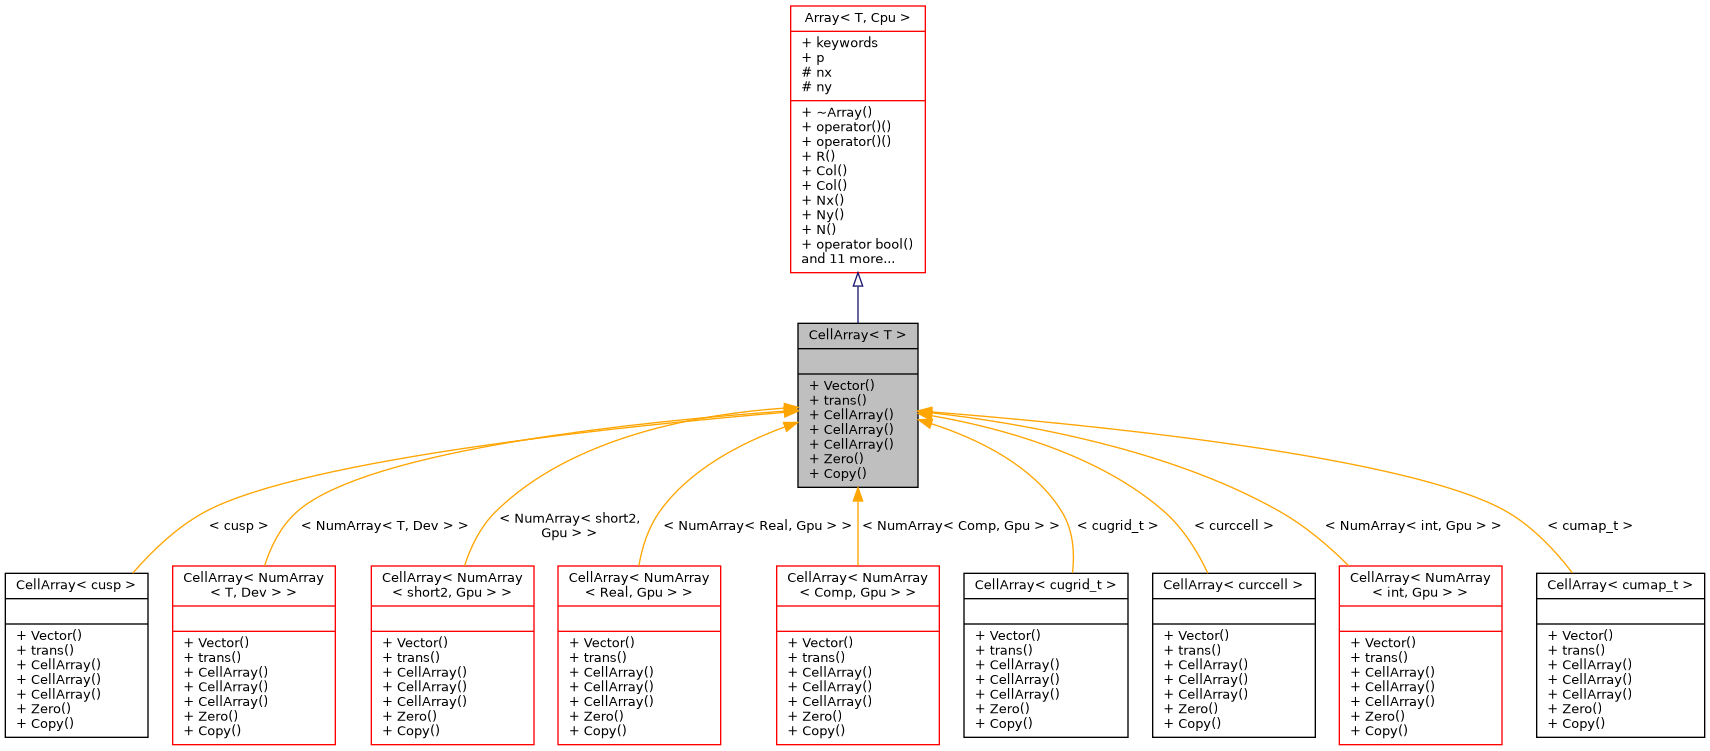 Array< T, Cpu >
+ keywords
+ p
# nx
# ny
+ ~Array()
+ operator()()
+ operator()()
+ R()
+ Col()
+ Col()
+ Nx()
+ Ny()
+ N()
+ operator bool()
and 11 more...
CellArray< T >
+ Vector()
+ trans()
+ CellArray()
+ CellArray()
+ CellArray()
+ Zero()
+ Copy()
< cusp >
< NumArray< T, Dev > >
< NumArray< short2,
Gpu > >
< NumArray< Real, Gpu > >
< NumArray< Comp, Gpu > >
< cugrid_t >
< curccell >
< NumArray< int, Gpu > >
< cumap_t >
CellArray< cusp >
+ Vector()
+ trans()
+ CellArray()
+ CellArray()
+ CellArray()
+ Zero()
+ Copy()
CellArray< NumArray
< T, Dev > >
+ Vector()
+ trans()
+ CellArray()
+ CellArray()
+ CellArray()
+ Zero()
+ Copy()
CellArray< NumArray
< short2, Gpu > >
+ Vector()
+ trans()
+ CellArray()
+ CellArray()
+ CellArray()
+ Zero()
+ Copy()
CellArray< NumArray
< Real, Gpu > >
+ Vector()
+ trans()
+ CellArray()
+ CellArray()
+ CellArray()
+ Zero()
+ Copy()
CellArray< NumArray
< Comp, Gpu > >
+ Vector()
+ trans()
+ CellArray()
+ CellArray()
+ CellArray()
+ Zero()
+ Copy()
CellArray< cugrid_t >
+ Vector()
+ trans()
+ CellArray()
+ CellArray()
+ CellArray()
+ Zero()
+ Copy()
CellArray< curccell >
+ Vector()
+ trans()
+ CellArray()
+ CellArray()
+ CellArray()
+ Zero()
+ Copy()
CellArray< NumArray
< int, Gpu > >
+ Vector()
+ trans()
+ CellArray()
+ CellArray()
+ CellArray()
+ Zero()
+ Copy()
CellArray< cumap_t >
+ Vector()
+ trans()
+ CellArray()
+ CellArray()
+ CellArray()
+ Zero()
+ Copy()